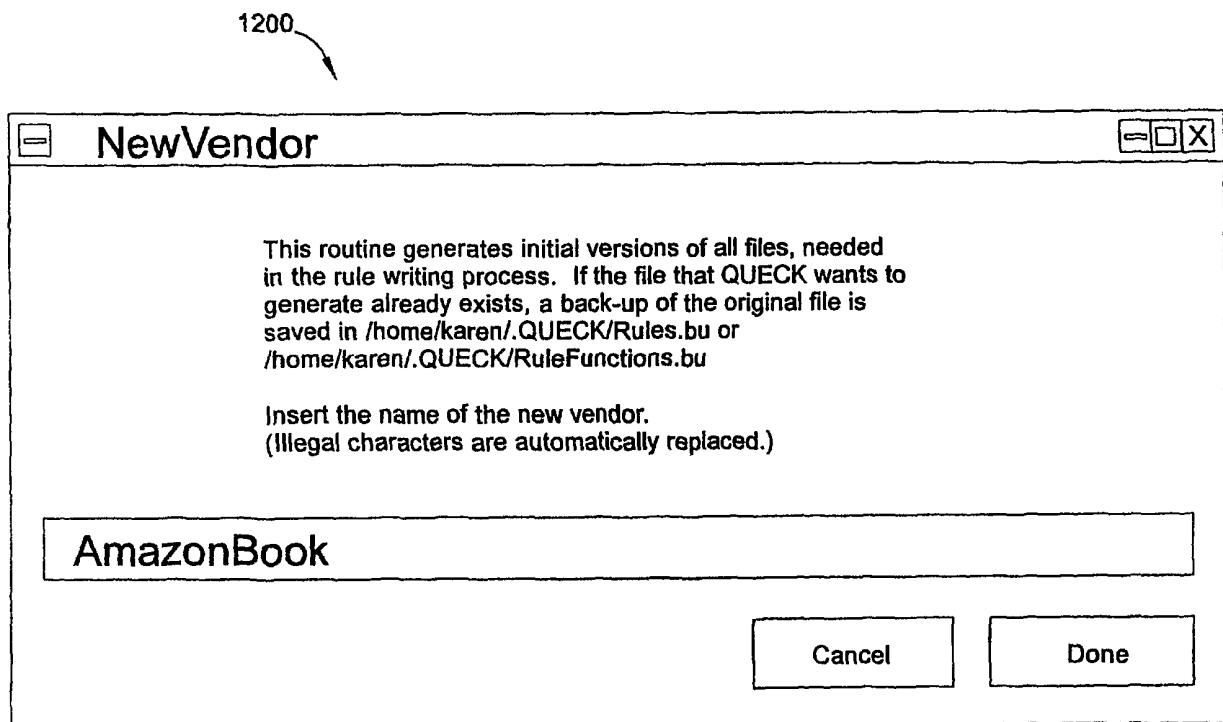 1200
NewVendor
This routine generates initial versions of all files, needed
in the rule writing process. If the file that QUECK wants to
generate already exists, a back-up of the original file is
saved in /home/karen/.QUECK/Rules.bu or
/home/karen/.QUECK/RuleFunctions.bu
Insert the name of the new vendor.
(Illegal characters are automatically replaced.)
AmazonBook
Cancel Done